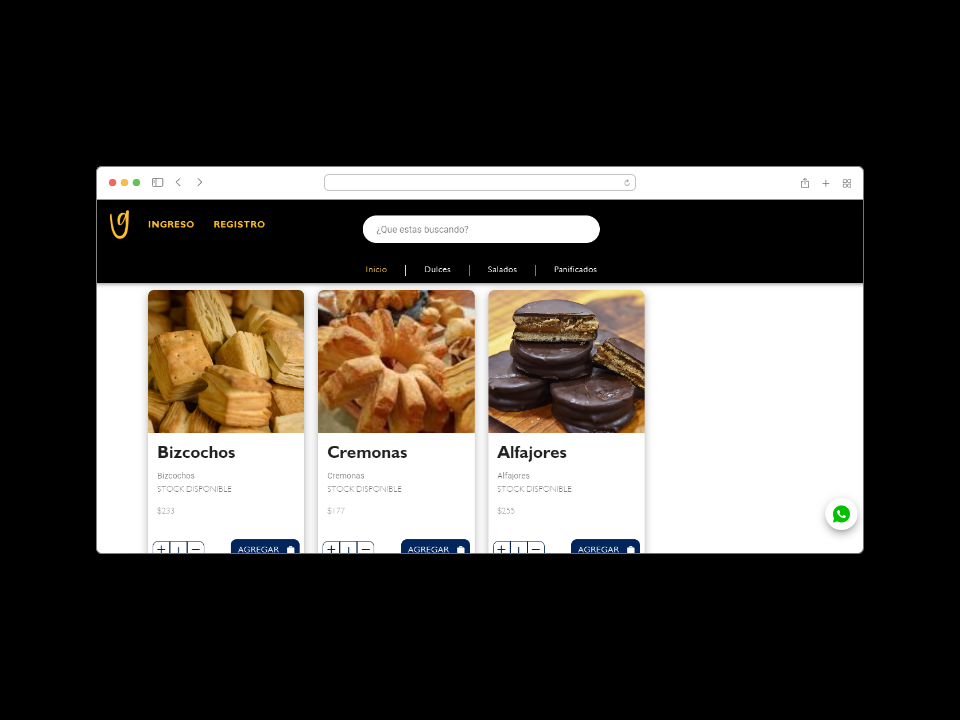 INGRESO REGISTRO
¿Que estas buscando?
Inicio Dulces Salados Panificados
Bizcochos
Bizcochos
STOCK DISPONIBLE
$233
+ 1 − AGREGAR
Cremonas
Cremonas
STOCK DISPONIBLE
$177
+ 1 − AGREGAR
Alfajores
Alfajores
STOCK DISPONIBLE
$255
+ 1 − AGREGAR